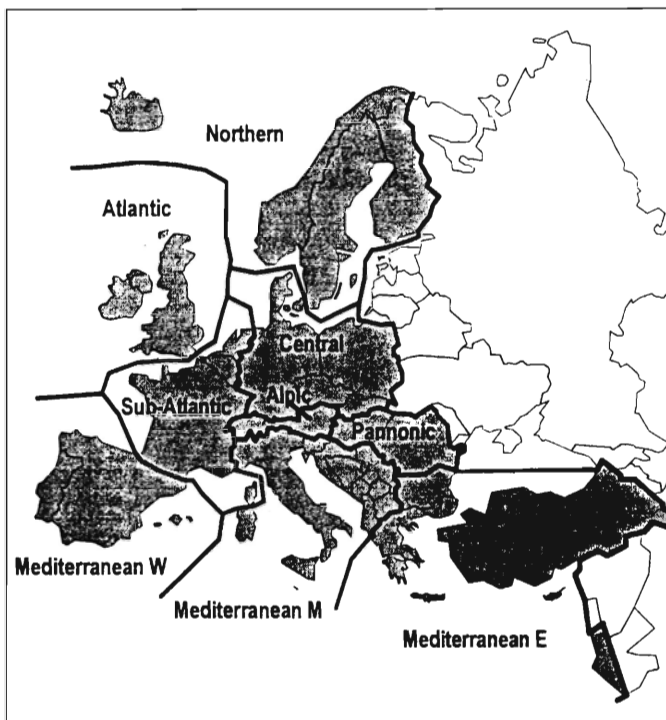 Northern
Atlantic
Central
Alpic
Sub-Atlantic
Pannonic
Mediterranean W
Mediterranean M
Mediterranean E